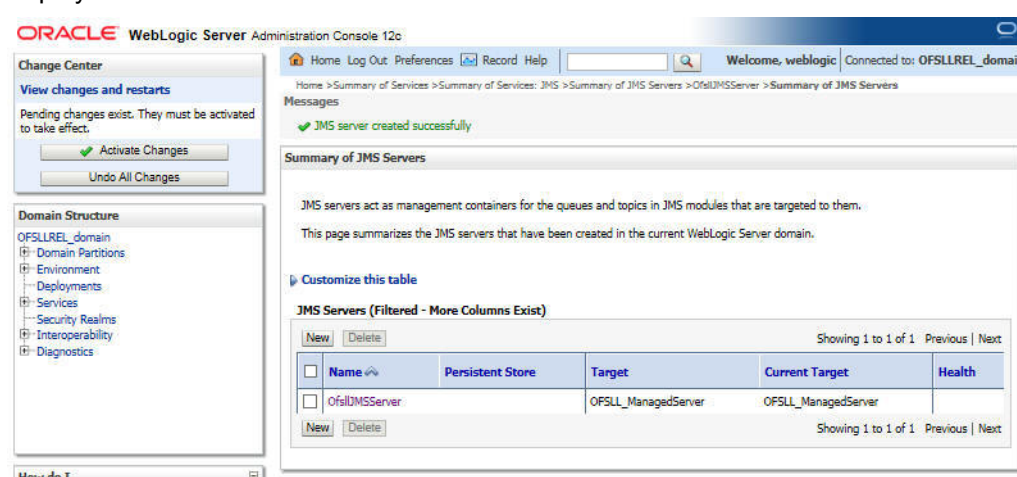 ORACLE WebLogic Server Administration Console 12c
Change Center
View changes and restarts
Pending changes exist. They must be activated
to take effect.
Activate Changes
Undo All Changes
Domain Structure
OFSLLREL_domain
Domain Partitions
Environment
Deployments
Services
Security Realms
Interoperability
Diagnostics
Home Log Out Preferences Record Help
Welcome, weblogic Connected to: OFSLLREL_domai
Home >Summary of Services >Summary of Services: JMS >Summary of JMS Servers >OfsllJMSServer >Summary of JMS Servers
Messages
JMS server created successfully
Summary of JMS Servers
JMS servers act as management containers for the queues and topics in JMS modules that are targeted to them.
This page summarizes the JMS servers that have been created in the current WebLogic Server domain.
Customize this table
JMS Servers (Filtered - More Columns Exist)
New Delete Showing 1 to 1 of 1 Previous | Next
Name Persistent Store Target Current Target Health
OfsllJMSServer OFSLL_ManagedServer OFSLL_ManagedServer
New Delete Showing 1 to 1 of 1 Previous | Next